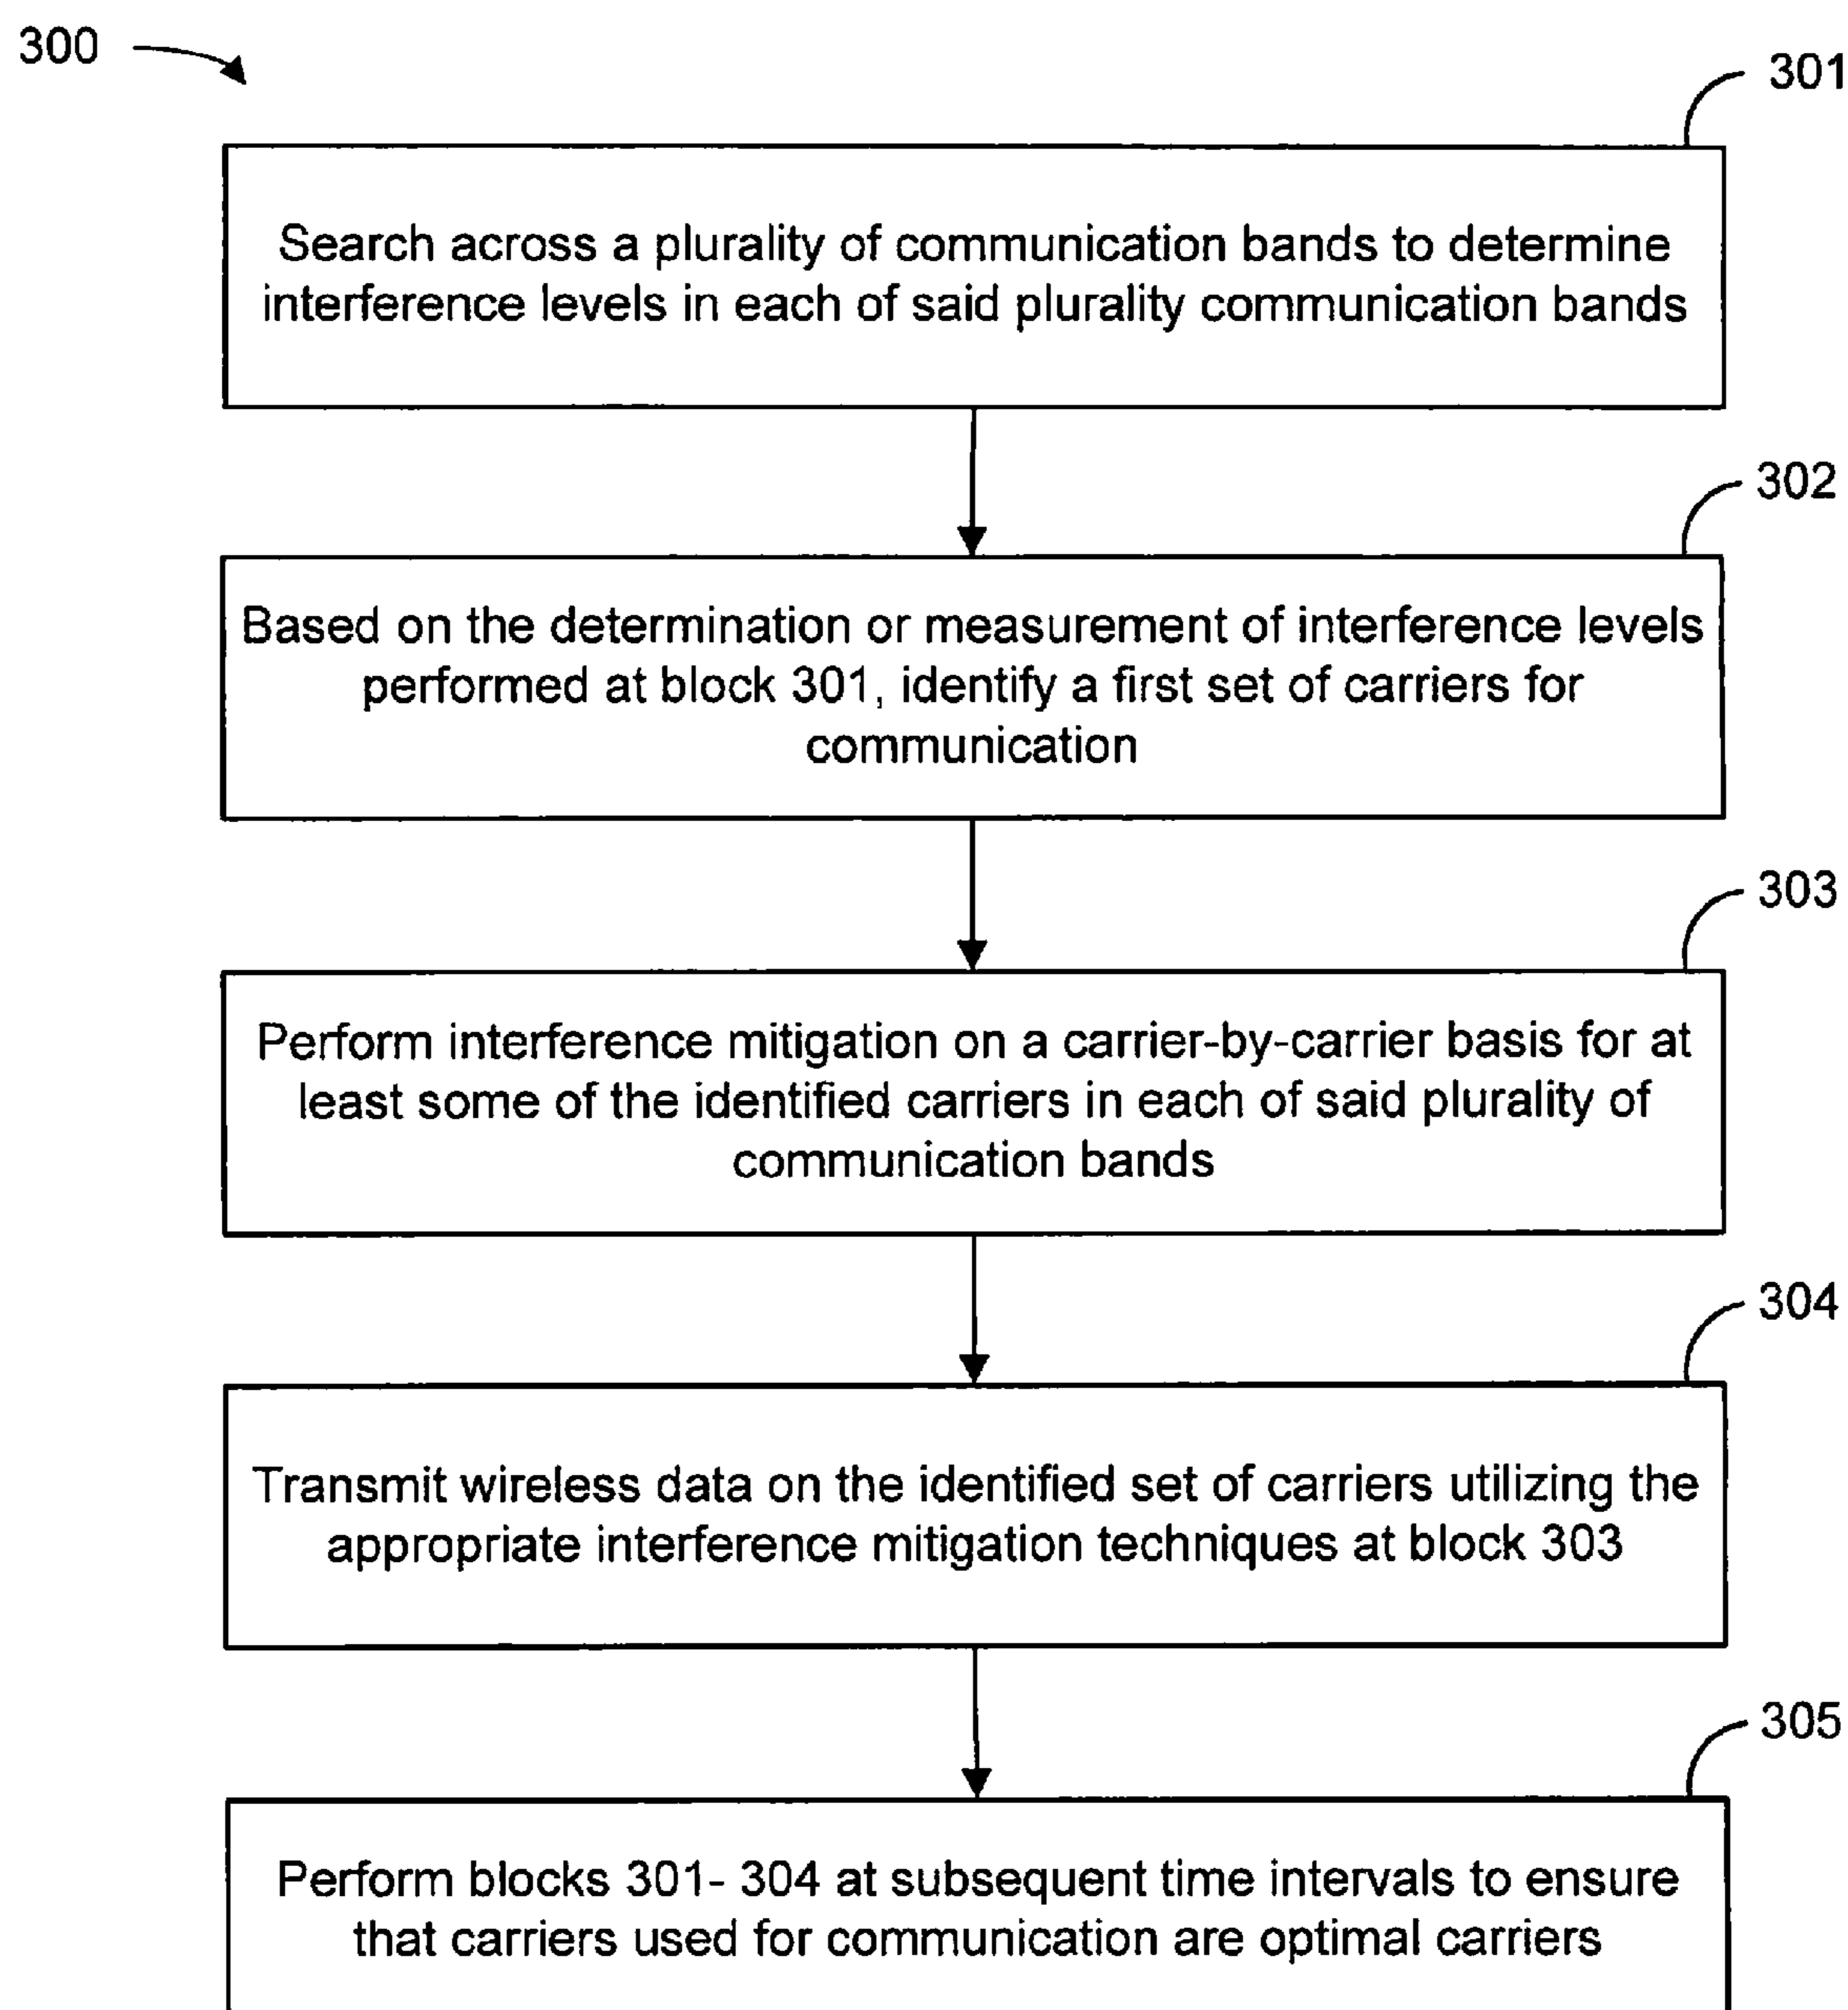 300
301
Search across a plurality of communication bands to determine
interference levels in each of said plurality communication bands
302
Based on the determination or measurement of interference levels
performed at block 301, identify a first set of carriers for
communication
303
Perform interference mitigation on a carrier-by-carrier basis for at
least some of the identified carriers in each of said plurality of
communication bands
304
Transmit wireless data on the identified set of carriers utilizing the
appropriate interference mitigation techniques at block 303
305
Perform blocks 301- 304 at subsequent time intervals to ensure
that carriers used for communication are optimal carriers